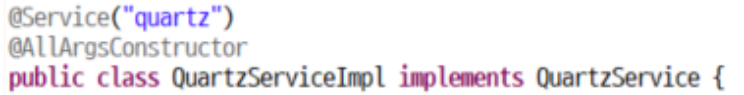 @Service("quartz")
@AllArgsConstructor
public class QuartzServiceImpl implements QuartzService {